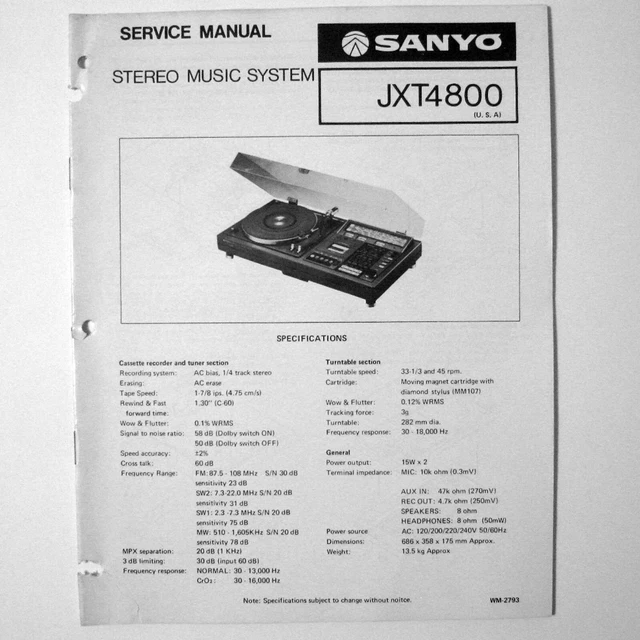 SERVICE MANUAL
SANYO
STEREO MUSIC SYSTEM
JXT4800
(U. S. A)
SPECIFICATIONS
Cassette recorder and tuner section
Recording system: AC bias, 1/4 track stereo
Erasing: AC erase
Tape Speed: 1-7/8 ips. (4.75 cm/s)
Rewind & Fast 1.30" (C-60)
forward time:
Wow & Flutter: 0.1% WRMS
Signal to noise ratio: 58 dB (Dolby switch ON)
50 dB (Dolby switch OFF)
Speed accuracy: ±2%
Cross talk: 60 dB
Frequency Range: FM: 87.5 - 108 MHz S/N 30 dB
sensitivity 23 dB
SW2: 7.3-22.0 MHz S/N 20 dB
sensitivity 31 dB
SW1: 2.3 -7.3 MHz S/N 20 dB
sensitivity 75 dB
MW: 510 - 1,605KHz S/N 20 dB
sensitivity 78 dB
MPX separation: 20 dB (1 KHz)
3 dB limiting: 30 dB (input 60 dB)
Frequency response: NORMAL: 30 - 13,000 Hz
CrO2: 30 - 16,000 Hz
Turntable section
Turntable speed: 33-1/3 and 45 rpm.
Cartridge: Moving magnet cartridge with
diamond stylus (MM107)
Wow & Flutter: 0.12% WRMS
Tracking force: 3g
Turntable: 282 mm dia.
Frequency response: 30 - 18,000 Hz
General
Power output: 15W x 2
Terminal impedance: MIC: 10k ohm (0.3mV)
AUX IN: 47k ohm (270mV)
REC OUT: 4.7k ohm (250mV)
SPEAKERS: 8 ohm
HEADPHONES: 8 ohm (50mW)
Power source AC: 120/200/220/240V 50/60Hz
Dimensions: 686 x 358 x 175 mm Approx.
Weight: 13.5 kg Approx.
Note: Specifications subject to change without noitce.
WM-2793